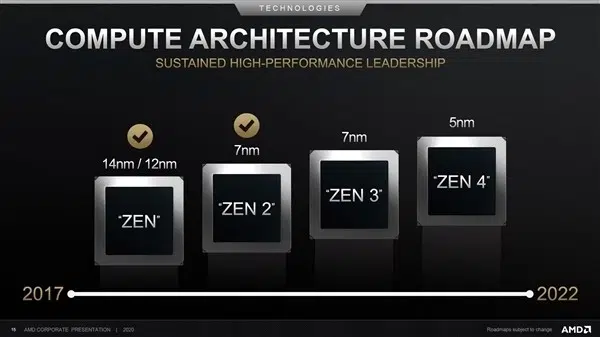 TECHNOLOGIES
COMPUTE ARCHITECTURE ROADMAP
SUSTAINED HIGH-PERFORMANCE LEADERSHIP
14nm / 12nm
7nm
7nm
5nm
"ZEN"
"ZEN 2"
"ZEN 3"
"ZEN 4"
2017
2022
16 AMD CORPORATE PRESENTATION | 2020
Roadmaps subject to change
AMD